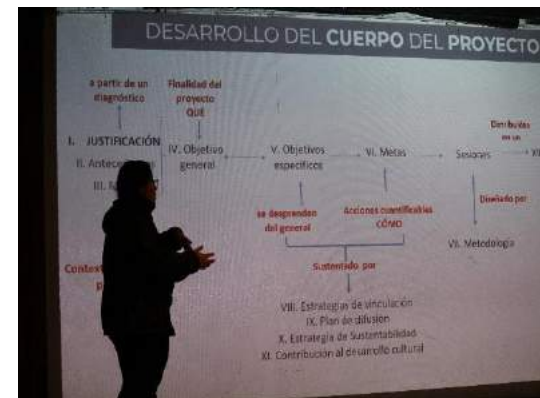 DESARROLLO DEL CUERPO DEL PROYECTO
a partir de un
diagnóstico
Finalidad del
proyecto
QUÉ
I. JUSTIFICACIÓN
II.
III.
IV. Objetivo
general
V. Objetivos
específicos
VI. Metas
Sesiones
Distribuidas
en un
se desprenden
del general
Acciones cuantificables
CÓMO
Diseñado por
VII. Metodología
Sustentado por
VIII. Estrategias de vinculación
IX. Plan de difusión
X. Estrategia de Sustentabilidad
XI. Contribución al desarrollo cultural